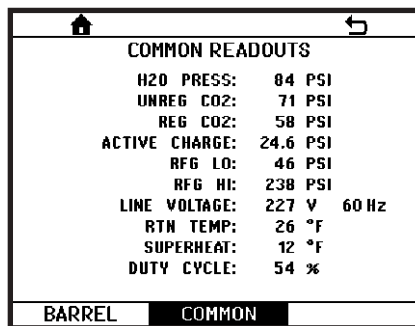 COMMON READOUTS
H2O PRESS: 84 PSI
UNREG CO2: 71 PSI
REG CO2: 58 PSI
ACTIVE CHARGE: 24.6 PSI
RFG LO: 46 PSI
RFG HI: 238 PSI
LINE VOLTAGE: 227 V 60 Hz
RTN TEMP: 26 °F
SUPERHEAT: 12 °F
DUTY CYCLE: 54 %
BARREL COMMON